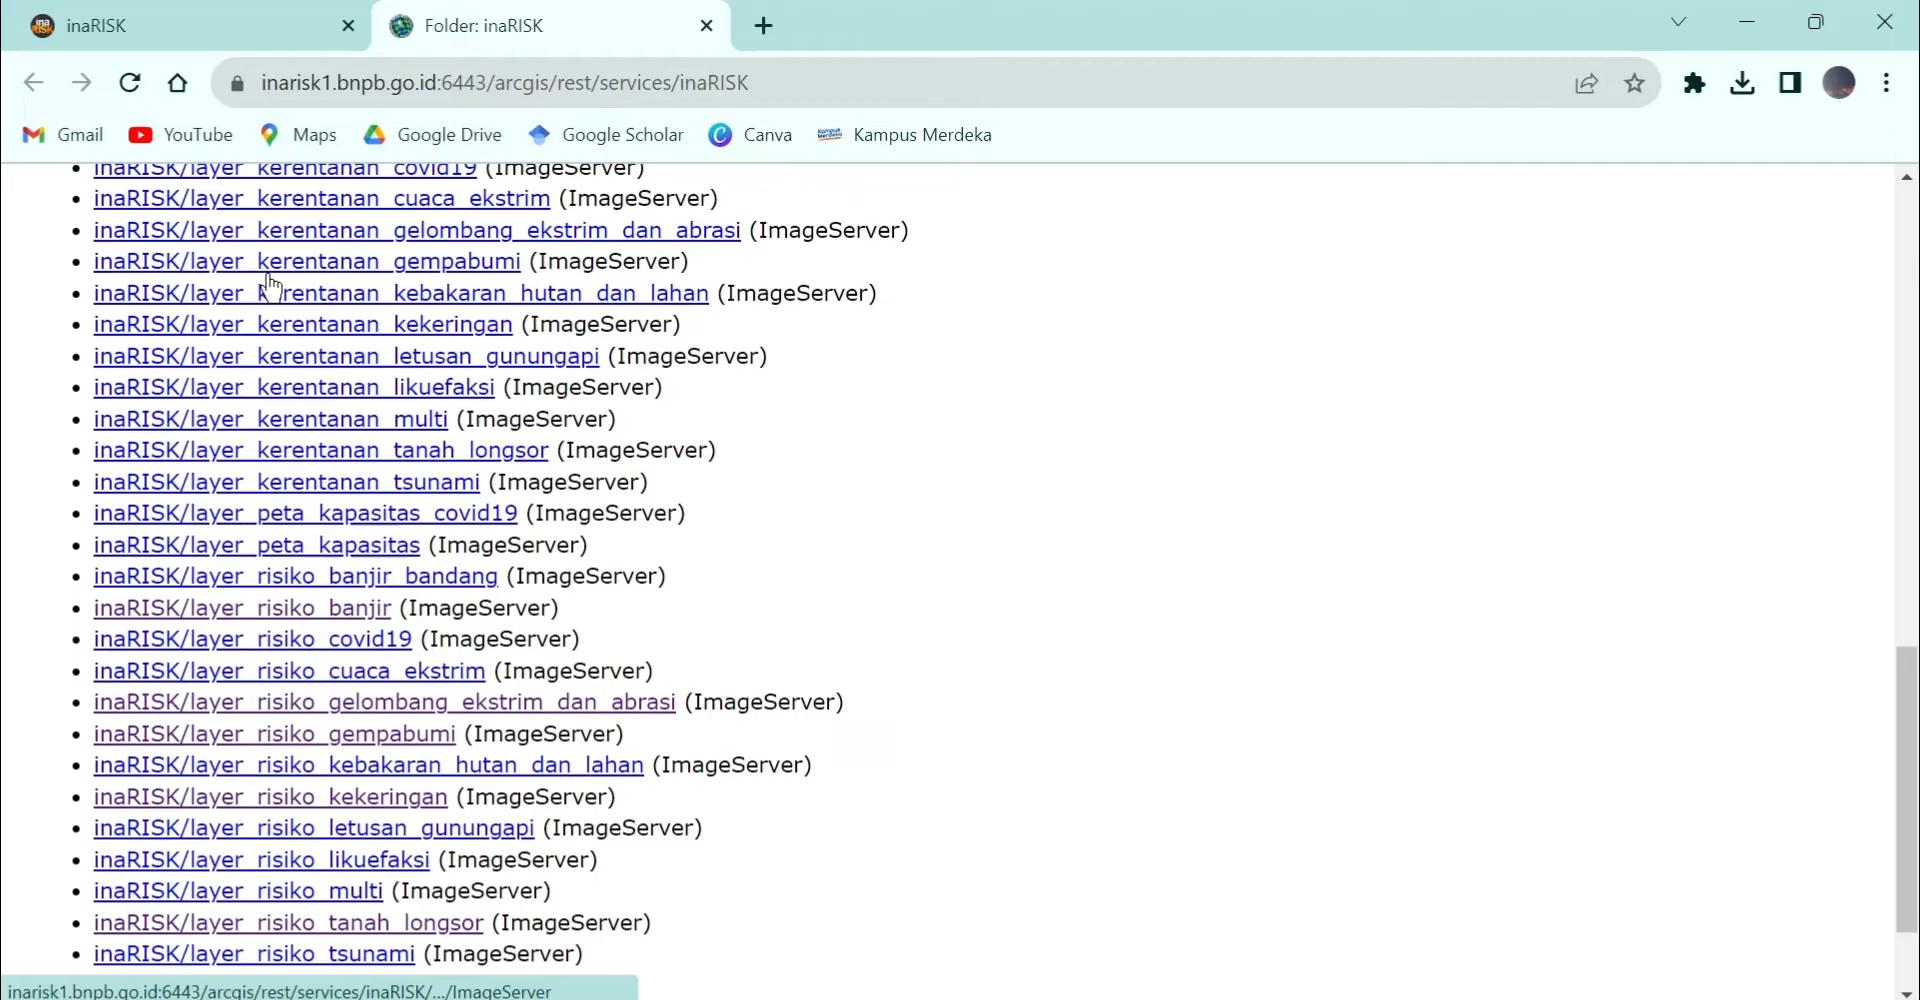 inaRISK
Folder: inaRISK
inarisk1.bnpb.go.id:6443/arcgis/rest/services/inaRISK
Gmail YouTube Maps Google Drive Google Scholar Canva Kampus Merdeka
inaRISK/layer_kerentanan_covid19 (ImageServer)
inaRISK/layer_kerentanan_cuaca_ekstrim (ImageServer)
inaRISK/layer_kerentanan_gelombang_ekstrim_dan_abrasi (ImageServer)
inaRISK/layer_kerentanan_gempabumi (ImageServer)
inaRISK/layer_kerentanan_kebakaran_hutan_dan_lahan (ImageServer)
inaRISK/layer_kerentanan_kekeringan (ImageServer)
inaRISK/layer_kerentanan_letusan_gunungapi (ImageServer)
inaRISK/layer_kerentanan_likuefaksi (ImageServer)
inaRISK/layer_kerentanan_multi (ImageServer)
inaRISK/layer_kerentanan_tanah_longsor (ImageServer)
inaRISK/layer_kerentanan_tsunami (ImageServer)
inaRISK/layer_peta_kapasitas_covid19 (ImageServer)
inaRISK/layer_peta_kapasitas (ImageServer)
inaRISK/layer_risiko_banjir_bandang (ImageServer)
inaRISK/layer_risiko_banjir (ImageServer)
inaRISK/layer_risiko_covid19 (ImageServer)
inaRISK/layer_risiko_cuaca_ekstrim (ImageServer)
inaRISK/layer_risiko_gelombang_ekstrim_dan_abrasi (ImageServer)
inaRISK/layer_risiko_gempabumi (ImageServer)
inaRISK/layer_risiko_kebakaran_hutan_dan_lahan (ImageServer)
inaRISK/layer_risiko_kekeringan (ImageServer)
inaRISK/layer_risiko_letusan_gunungapi (ImageServer)
inaRISK/layer_risiko_likuefaksi (ImageServer)
inaRISK/layer_risiko_multi (ImageServer)
inaRISK/layer_risiko_tanah_longsor (ImageServer)
inaRISK/layer_risiko_tsunami (ImageServer)
inarisk1.bnpb.go.id:6443/arcgis/rest/services/inaRISK/.../ImageServer